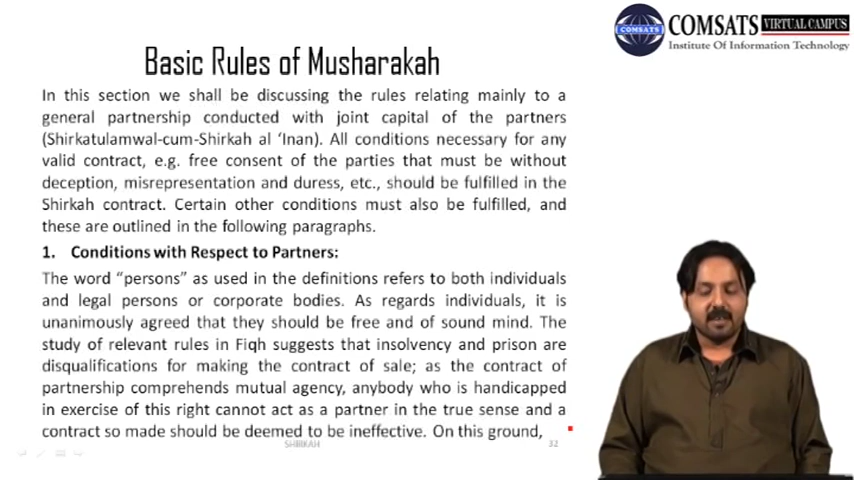 COMSATS VIRTUAL CAMPUS
COMSATS
Institute Of Information Technology
Basic Rules of Musharakah
In this section we shall be discussing the rules relating mainly to a
general partnership conducted with joint capital of the partners
(Shirkatulamwal-cum-Shirkah al ‘Inan). All conditions necessary for any
valid contract, e.g. free consent of the parties that must be without
deception, misrepresentation and duress, etc., should be fulfilled in the
Shirkah contract. Certain other conditions must also be fulfilled, and
these are outlined in the following paragraphs.
1. Conditions with Respect to Partners:
The word “persons” as used in the definitions refers to both individuals
and legal persons or corporate bodies. As regards individuals, it is
unanimously agreed that they should be free and of sound mind. The
study of relevant rules in Fiqh suggests that insolvency and prison are
disqualifications for making the contract of sale; as the contract of
partnership comprehends mutual agency, anybody who is handicapped
in exercise of this right cannot act as a partner in the true sense and a
contract so made should be deemed to be ineffective. On this ground,
SHIRKAH
32